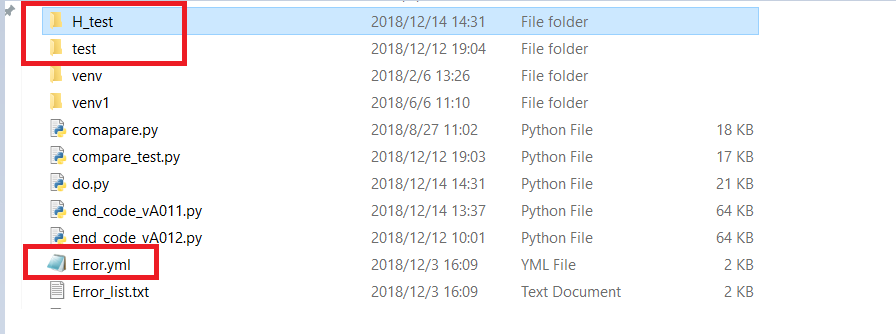 H_test 2018/12/14 14:31 File folder
test 2018/12/12 19:04 File folder
venv 2018/2/6 13:26 File folder
venv1 2018/6/6 11:10 File folder
comapare.py 2018/8/27 11:02 Python File 18 KB
compare_test.py 2018/12/12 19:03 Python File 17 KB
do.py 2018/12/14 14:31 Python File 21 KB
end_code_vA011.py 2018/12/14 13:37 Python File 64 KB
end_code_vA012.py 2018/12/12 10:01 Python File 64 KB
Error.yml 2018/12/3 16:09 YML File 2 KB
Error_list.txt 2018/12/3 16:09 Text Document 2 KB